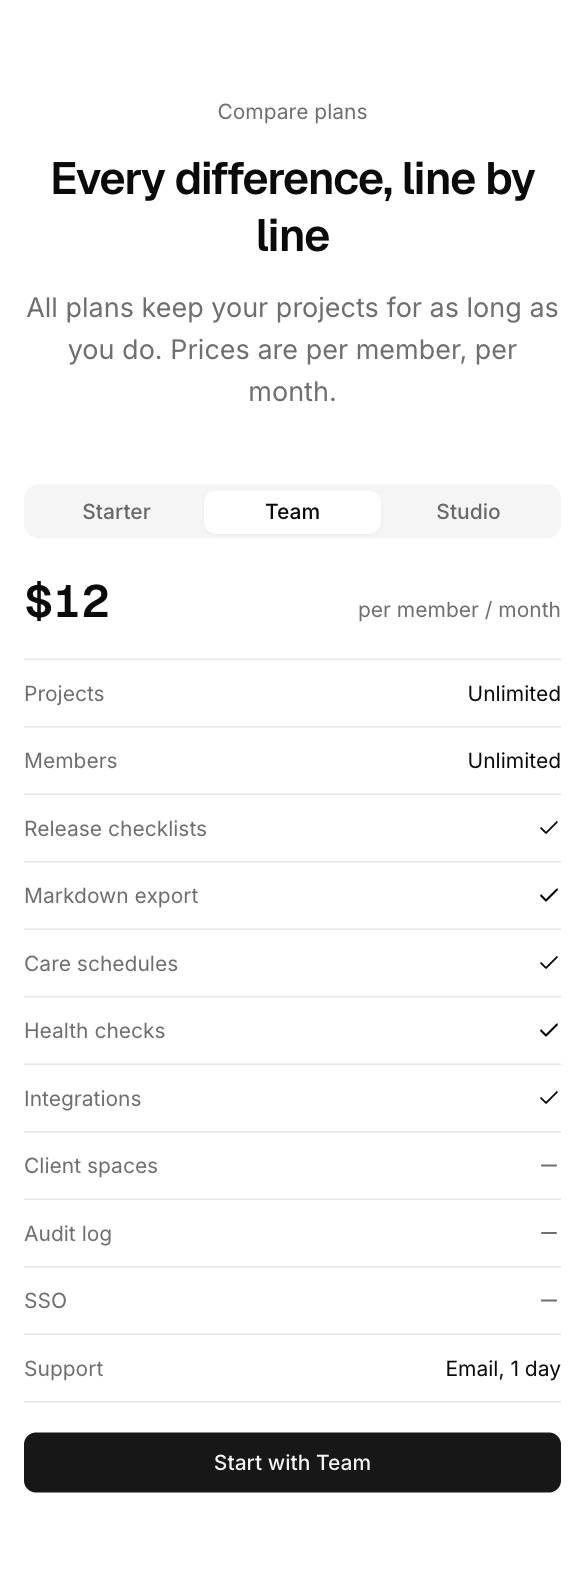 Compare plans
Every difference, line by
line
All plans keep your projects for as long as
you do. Prices are per member, per
month.
Starter Team Studio
$12 per member / month
Projects Unlimited
Members Unlimited
Release checklists ✓
Markdown export ✓
Care schedules ✓
Health checks ✓
Integrations ✓
Client spaces –
Audit log –
SSO –
Support Email, 1 day
Start with Team